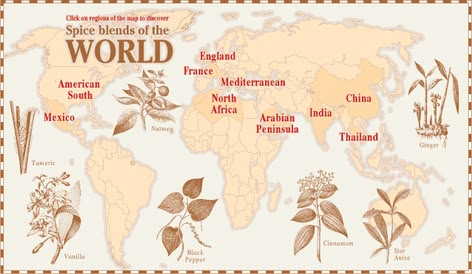 Click on regions of the map to discover
Spice blends of the
WORLD
England
France
Mediterranean
American
South
North
Africa
China
Mexico
Arabian
Peninsula
India
Thailand
Nutmeg
Ginger
Tumeric
Vanilla
Black
Pepper
Cinnamon
Star
Anise